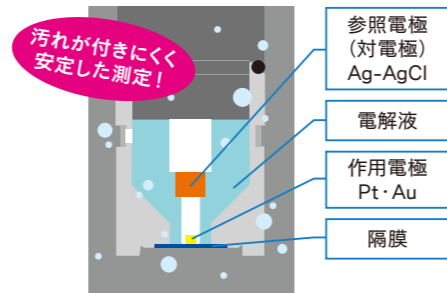 汚れが付きにくく
安定した測定！
参照電極
（対電極）
Ag-AgCl
電解液
作用電極
Pt・Au
隔膜